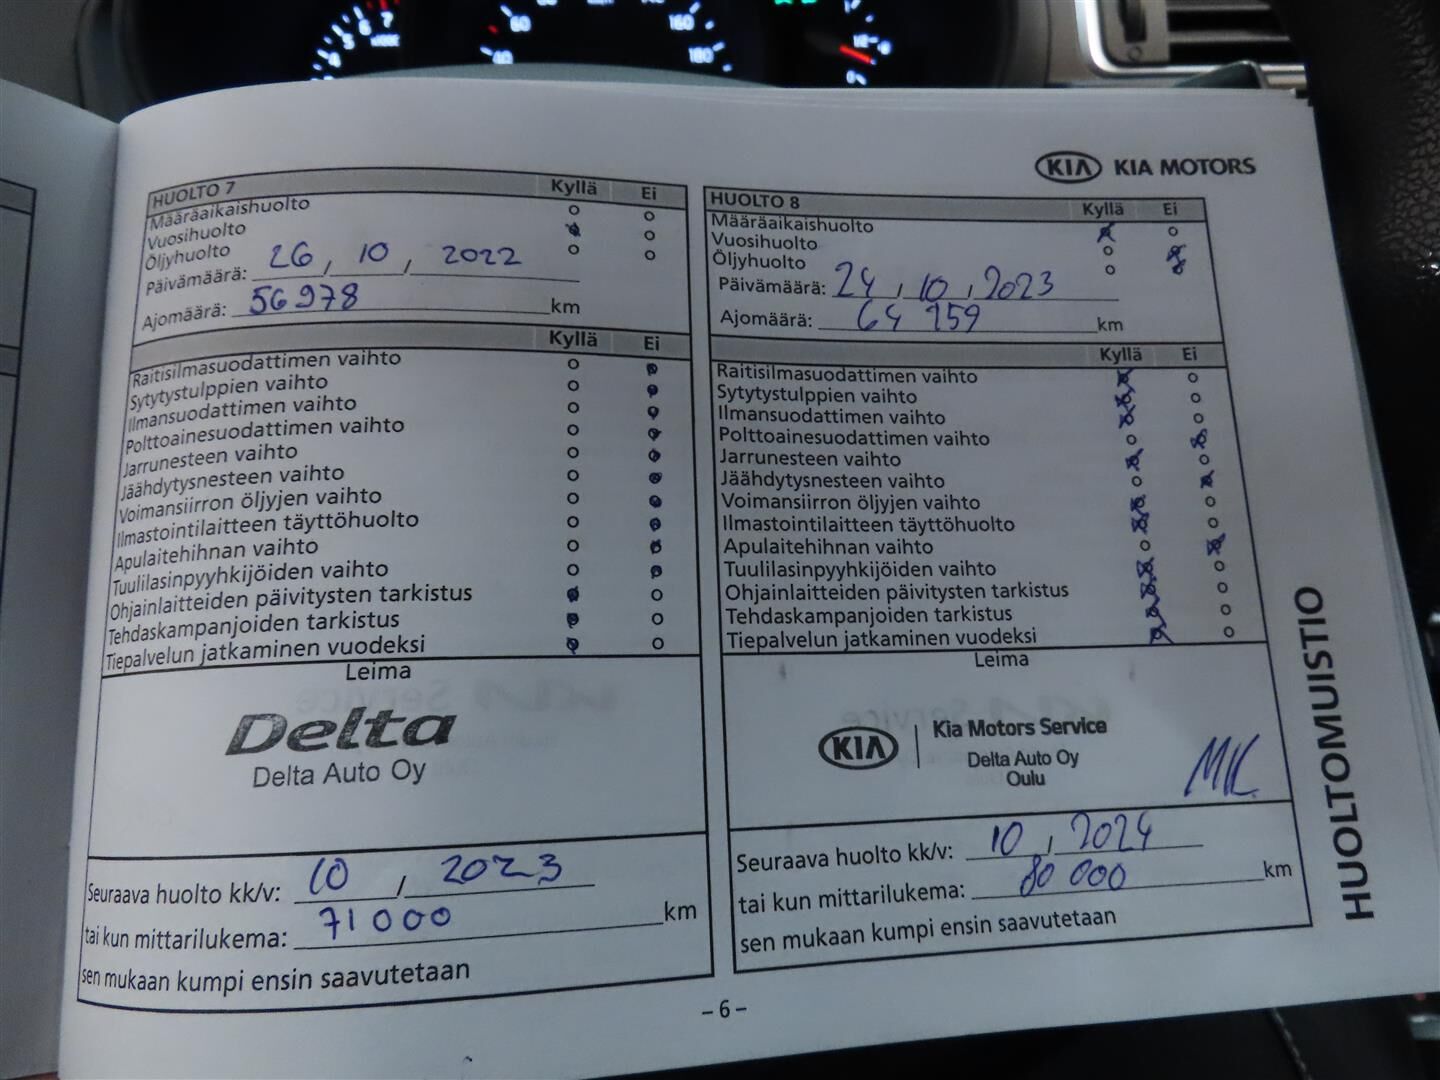 KIA KIA MOTORS
HUOLTO 7 Kyllä Ei
Määräaikaishuolto
Vuosihuolto
Öljyhuolto
Päivämäärä: 26, 10, 2022
Ajomäärä: 56978 km
Kyllä Ei
Raitisilmasuodattimen vaihto
Sytytystulppien vaihto
Ilmansuodattimen vaihto
Polttoainesuodattimen vaihto
Jarrunesteen vaihto
Jäähdytysnesteen vaihto
Voimansiirron öljyjen vaihto
Ilmastointilaitteen täyttöhuolto
Apulaitehihnan vaihto
Tuulilasinpyyhkijöiden vaihto
Ohjainlaitteiden päivitysten tarkistus
Tehdaskampanjoiden tarkistus
Tiepalvelun jatkaminen vuodeksi
Leima
Delta
Delta Auto Oy
Seuraava huolto kk/v: 10 / 2023
tai kun mittarilukema: 71000 km
sen mukaan kumpi ensin saavutetaan
HUOLTO 8 Kyllä Ei
Määräaikaishuolto
Vuosihuolto
Öljyhuolto
Päivämäärä: 24, 10, 2023
Ajomäärä: 64 159 km
Kyllä Ei
Raitisilmasuodattimen vaihto
Sytytystulppien vaihto
Ilmansuodattimen vaihto
Polttoainesuodattimen vaihto
Jarrunesteen vaihto
Jäähdytysnesteen vaihto
Voimansiirron öljyjen vaihto
Ilmastointilaitteen täyttöhuolto
Apulaitehihnan vaihto
Tuulilasinpyyhkijöiden vaihto
Ohjainlaitteiden päivitysten tarkistus
Tehdaskampanjoiden tarkistus
Tiepalvelun jatkaminen vuodeksi
Leima
KIA Kia Motors Service
Delta Auto Oy
Oulu
MK
Seuraava huolto kk/v: 10, 2024
tai kun mittarilukema: 80 000 km
sen mukaan kumpi ensin saavutetaan
HUOLTOMUISTIO
– 6 –